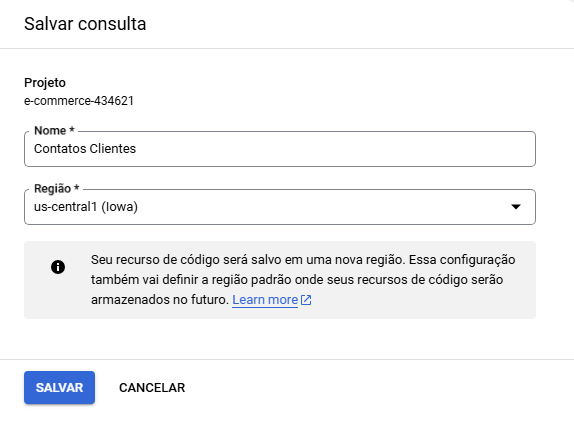 Salvar consulta
Projeto
e-commerce-434621
Nome *
Contatos Clientes
Região *
us-central1 (Iowa)
Seu recurso de código será salvo em uma nova região. Essa configuração
também vai definir a região padrão onde seus recursos de código serão
armazenados no futuro. Learn more
SALVAR CANCELAR